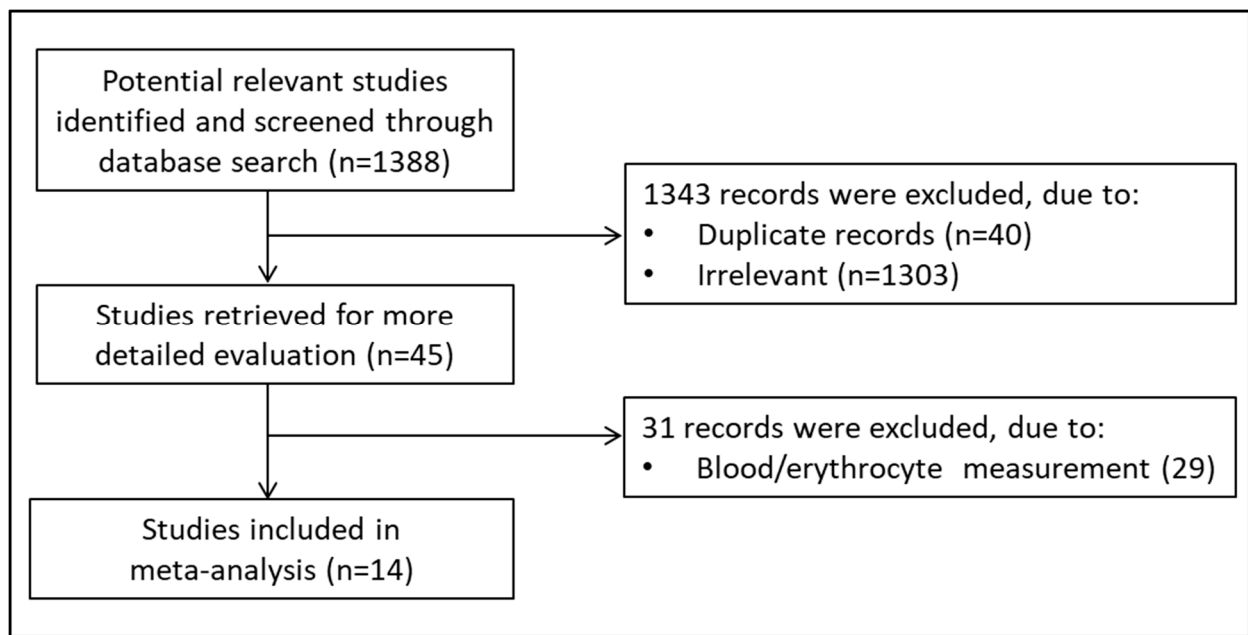 Potential relevant studies
identified and screened through
database search (n=1388)
1343 records were excluded, due to:
• Duplicate records (n=40)
• Irrelevant (n=1303)
Studies retrieved for more
detailed evaluation (n=45)
31 records were excluded, due to:
• Blood/erythrocyte measurement (29)
Studies included in
meta-analysis (n=14)